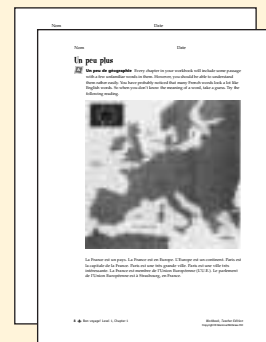 Nom Date
Nom Date
Un peu plus
Un peu de géographie Every chapter in your workbook will include some passage
with a few unfamiliar words in them. However, you should be able to understand
them rather easily. You have probably noticed that many French words look a lot like
English words. So when you don't know the meaning of a word, take a guess. Try the
following reading.
La France est un pays. La France est en Europe. L'Europe est un continent. Paris est
la capitale de la France. Paris est une très grande ville. Paris est une ville très
intéressante. La France est membre de l'Union Européenne (l'U.E.). Le parlement
de l'Union Européenne est à Strasbourg, en France.
Bon voyage! Level 1, Chapter 1
Workbook, Teacher Edition